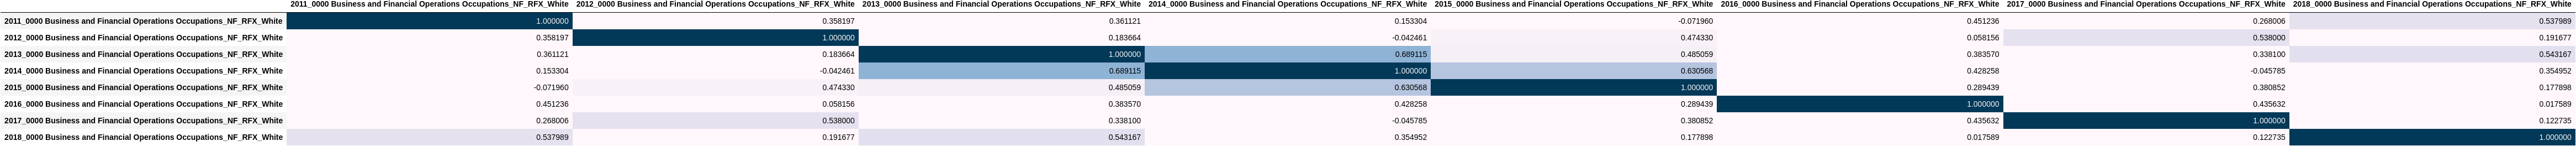 2011_0000 Business and Financial Operations Occupations_NF_RFX_White 2012_0000 Business and Financial Operations Occupations_NF_RFX_White 2013_0000 Business and Financial Operations Occupations_NF_RFX_White 2014_0000 Business and Financial Operations Occupations_NF_RFX_White 2015_0000 Business and Financial Operations Occupations_NF_RFX_White 2016_0000 Business and Financial Operations Occupations_NF_RFX_White 2017_0000 Business and Financial Operations Occupations_NF_RFX_White 2018_0000 Business and Financial Operations Occupations_NF_RFX_White
2011_0000 Business and Financial Operations Occupations_NF_RFX_White 1.000000 0.358197 0.361121 0.153304 -0.071960 0.451236 0.268006 0.537989
2012_0000 Business and Financial Operations Occupations_NF_RFX_White 0.358197 1.000000 0.183664 -0.042461 0.474330 0.058156 0.538000 0.191677
2013_0000 Business and Financial Operations Occupations_NF_RFX_White 0.361121 0.183664 1.000000 0.689115 0.485059 0.383570 0.338100 0.543167
2014_0000 Business and Financial Operations Occupations_NF_RFX_White 0.153304 -0.042461 0.689115 1.000000 0.630568 0.428258 -0.045785 0.354952
2015_0000 Business and Financial Operations Occupations_NF_RFX_White -0.071960 0.474330 0.485059 0.630568 1.000000 0.289439 0.380852 0.177898
2016_0000 Business and Financial Operations Occupations_NF_RFX_White 0.451236 0.058156 0.383570 0.428258 0.289439 1.000000 0.435632 0.017589
2017_0000 Business and Financial Operations Occupations_NF_RFX_White 0.268006 0.538000 0.338100 -0.045785 0.380852 0.435632 1.000000 0.122735
2018_0000 Business and Financial Operations Occupations_NF_RFX_White 0.537989 0.191677 0.543167 0.354952 0.177898 0.017589 0.122735 1.000000